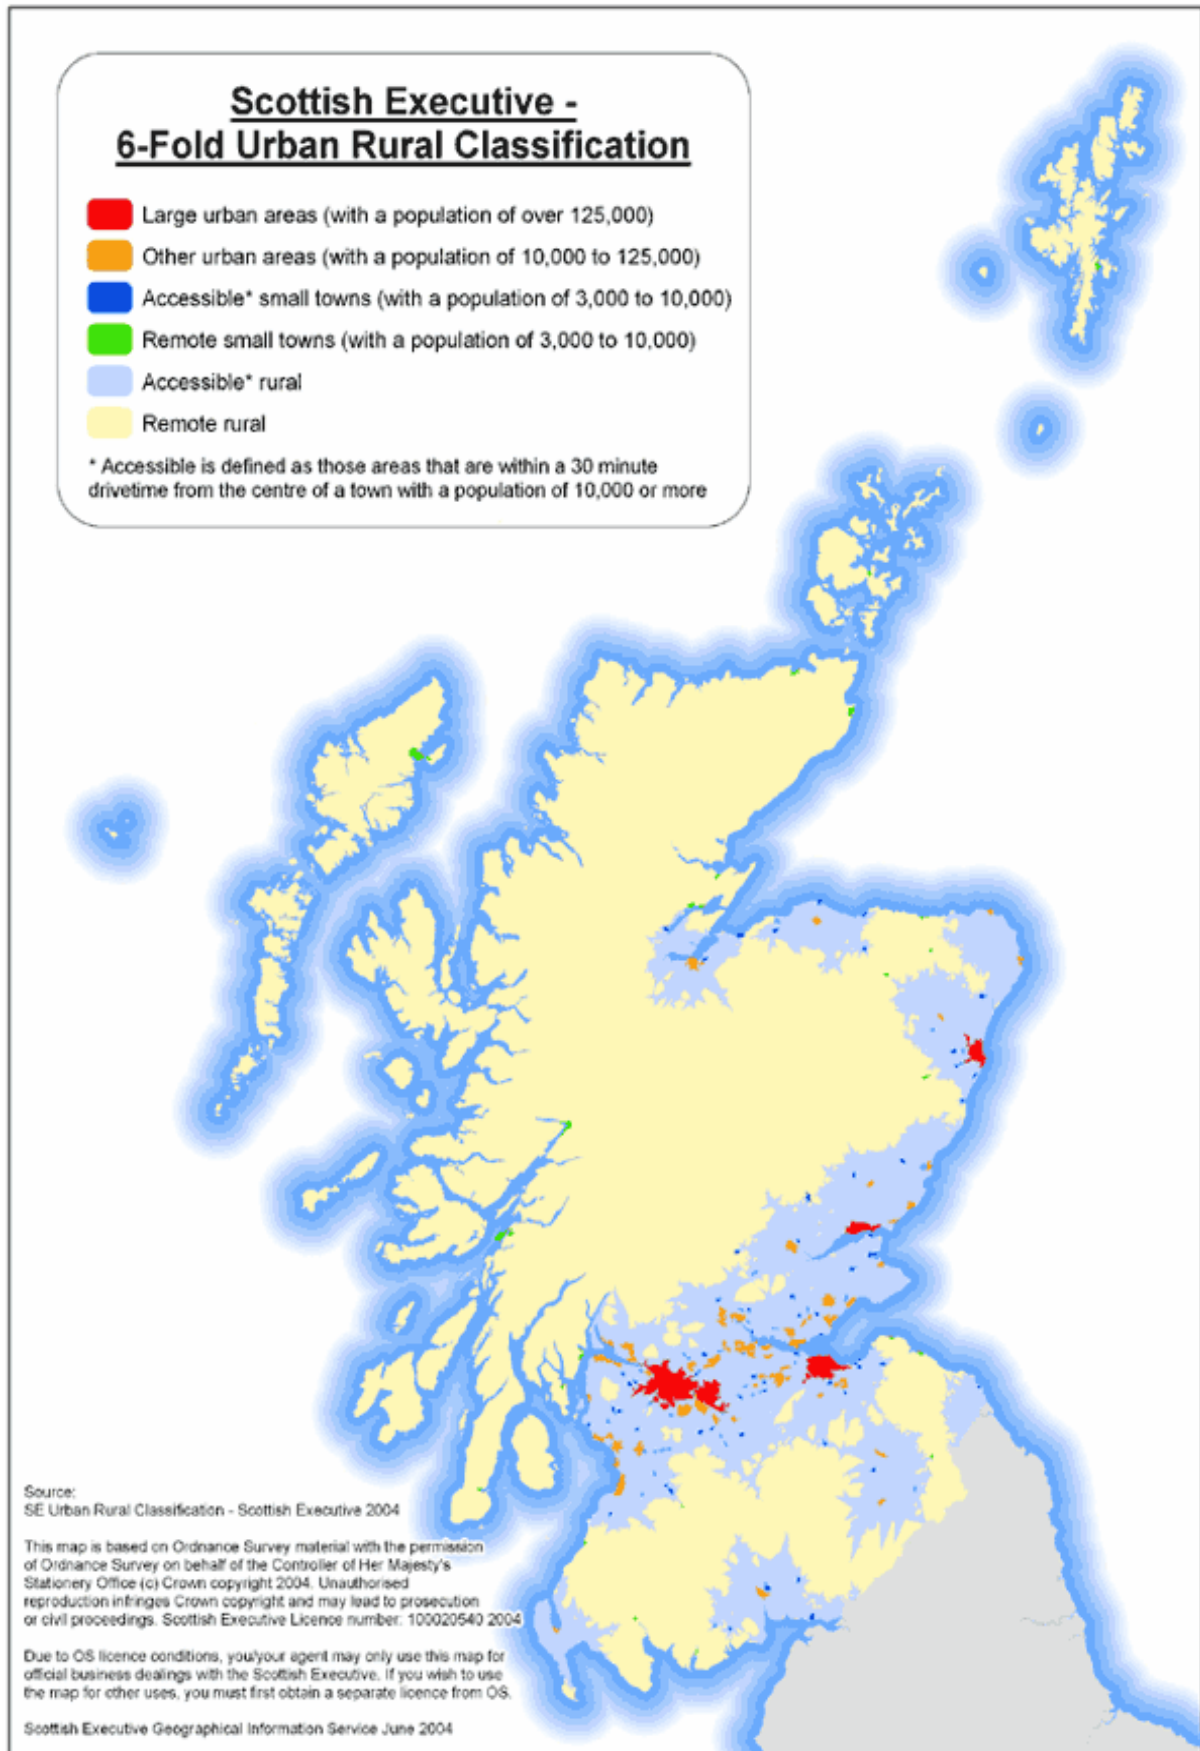 Scottish Executive -
6-Fold Urban Rural Classification
Large urban areas (with a population of over 125,000)
Other urban areas (with a population of 10,000 to 125,000)
Accessible* small towns (with a population of 3,000 to 10,000)
Remote small towns (with a population of 3,000 to 10,000)
Accessible* rural
Remote rural
* Accessible is defined as those areas that are within a 30 minute
drivetime from the centre of a town with a population of 10,000 or more
Source:
SE Urban Rural Classification - Scottish Executive 2004
This map is based on Ordnance Survey material with the permission
of Ordnance Survey on behalf of the Controller of Her Majesty's
Stationery Office (c) Crown copyright 2004. Unauthorised
reproduction infringes Crown copyright and may lead to prosecution
or civil proceedings. Scottish Executive Licence number: 100020540 2004
Due to OS licence conditions, you/your agent may only use this map for
official business dealings with the Scottish Executive. If you wish to use
the map for other uses, you must first obtain a separate licence from OS.
Scottish Executive Geographical Information Service June 2004